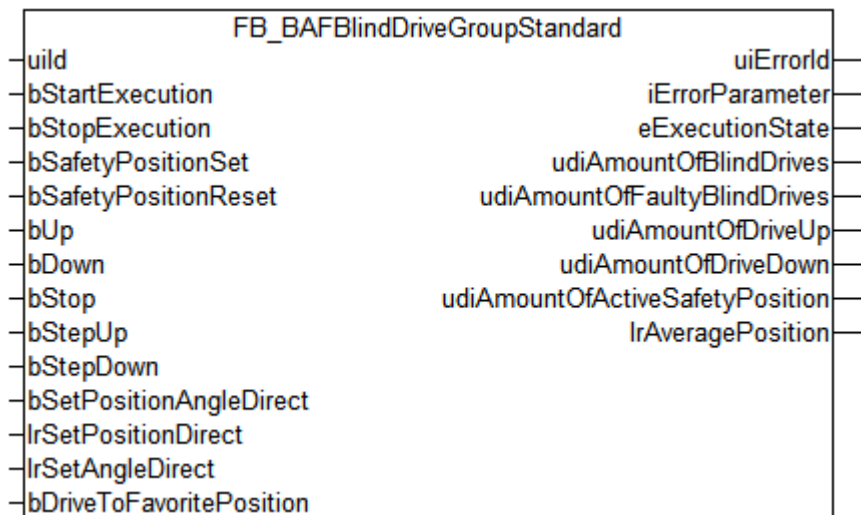 FB_BAFBlindDriveGroupStandard
uiId uiErrorId
bStartExecution iErrorParameter
bStopExecution eExecutionState
bSafetyPositionSet udiAmountOfBlindDrives
bSafetyPositionReset udiAmountOfFaultyBlindDrives
bUp udiAmountOfDriveUp
bDown udiAmountOfDriveDown
bStop udiAmountOfActiveSafetyPosition
bStepUp lrAveragePosition
bStepDown
bSetPositionAngleDirect
lrSetPositionDirect
lrSetAngleDirect
bDriveToFavoritePosition